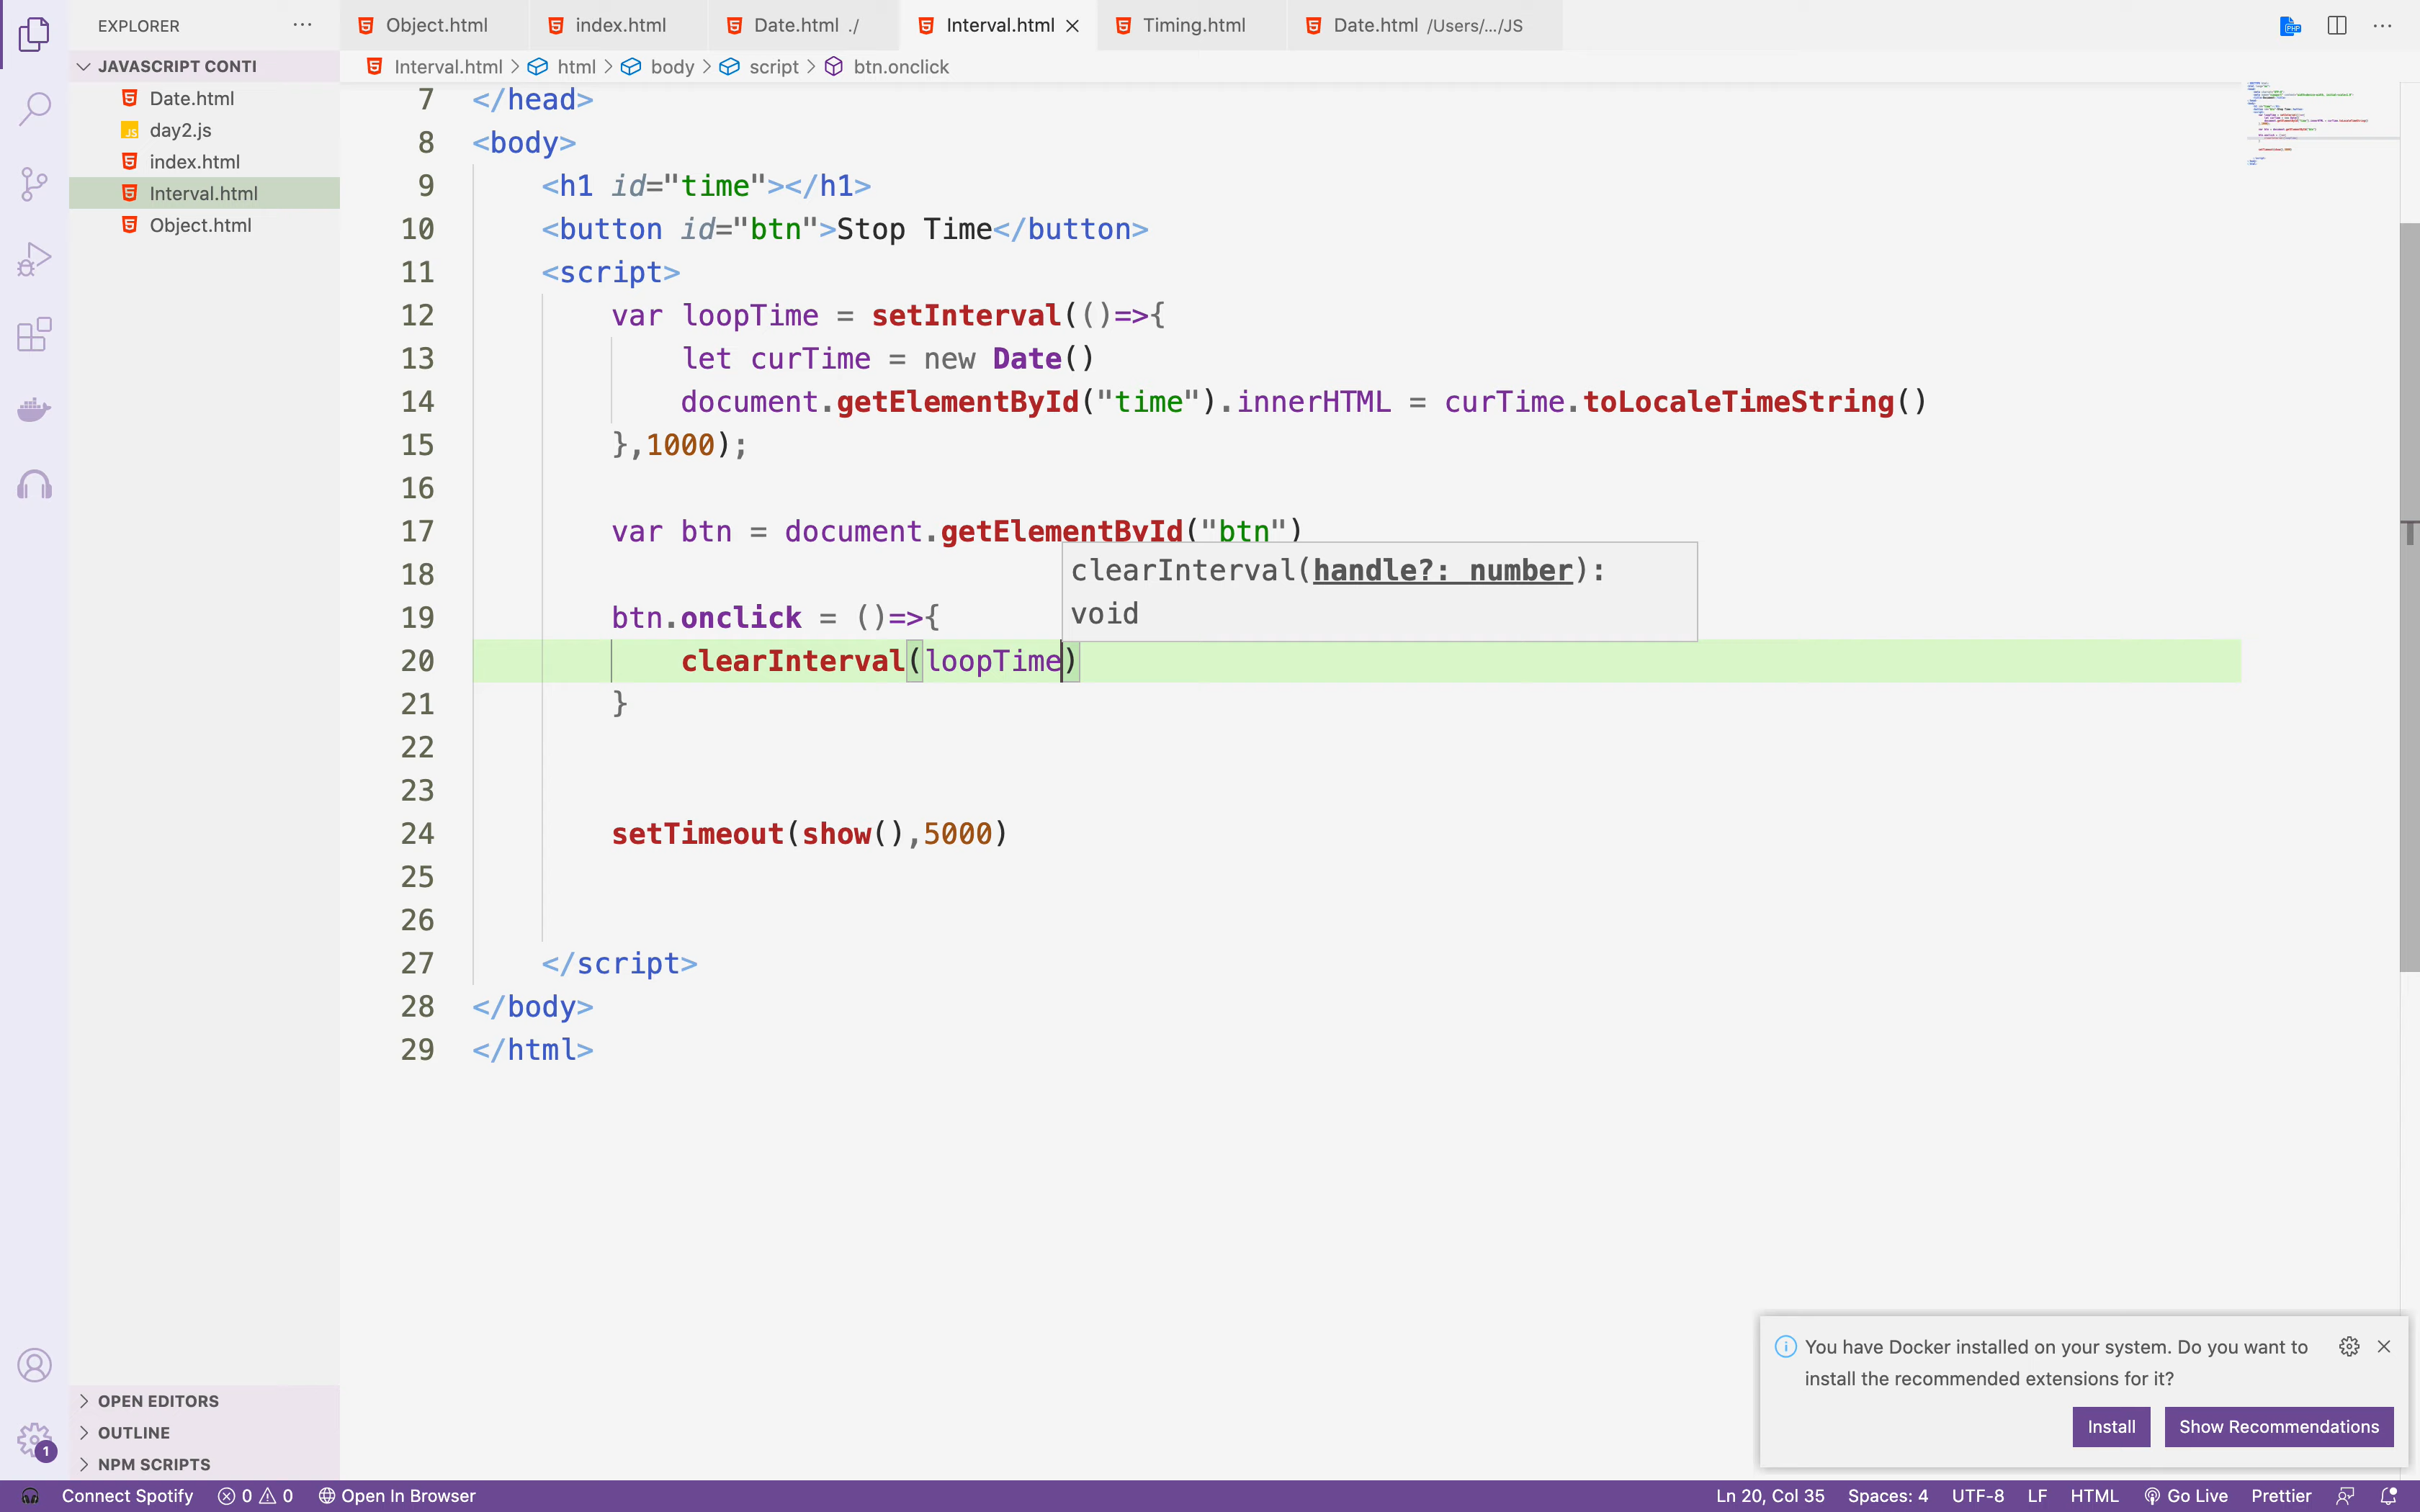 EXPLORER
JAVASCRIPT CONTI
Date.html
day2.js
index.html
Interval.html
Object.html
OPEN EDITORS
OUTLINE
NPM SCRIPTS
1
Object.html
index.html
Date.html ./
Interval.html
Timing.html
Date.html /Users/.../JS
Interval.html > html > body > script > btn.onclick
7 </head>
8 <body>
9 <h1 id="time"></h1>
10 <button id="btn">Stop Time</button>
11 <script>
12 var loopTime = setInterval(()=>{
13 let curTime = new Date()
14 document.getElementById("time").innerHTML = curTime.toLocaleTimeString()
15 },1000);
16
17 var btn = document.getElementById("btn")
18
19 btn.onclick = ()=>{
20 clearInterval(loopTime)
21 }
22
23
24 setTimeout(show(),5000)
25
26
27 </script>
28 </body>
29 </html>
clearInterval(handle?: number):
void
You have Docker installed on your system. Do you want to
install the recommended extensions for it?
Install
Show Recommendations
Connect Spotify
0
0
Open In Browser
Ln 20, Col 35
Spaces: 4
UTF-8
LF
HTML
Go Live
Prettier